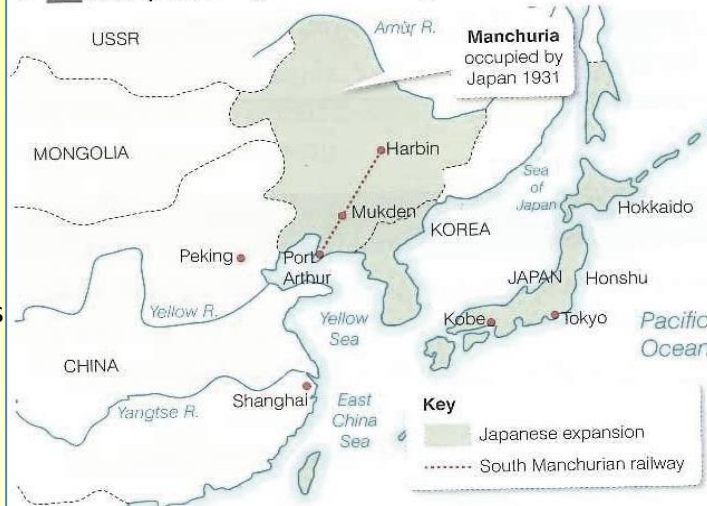 USSR
Amur R.
Manchuria
occupied by
Japan 1931
MONGOLIA
Harbin
Sea
of
Japan
Hokkaido
Mukden
KOREA
Peking
Port
Arthur
JAPAN
Honshu
Yellow R.
Yellow
Sea
Kobe
Tokyo
Pacific
Ocean
CHINA
Shanghai
Yangtse R.
East
China
Sea
Key
Japanese expansion
South Manchurian railway